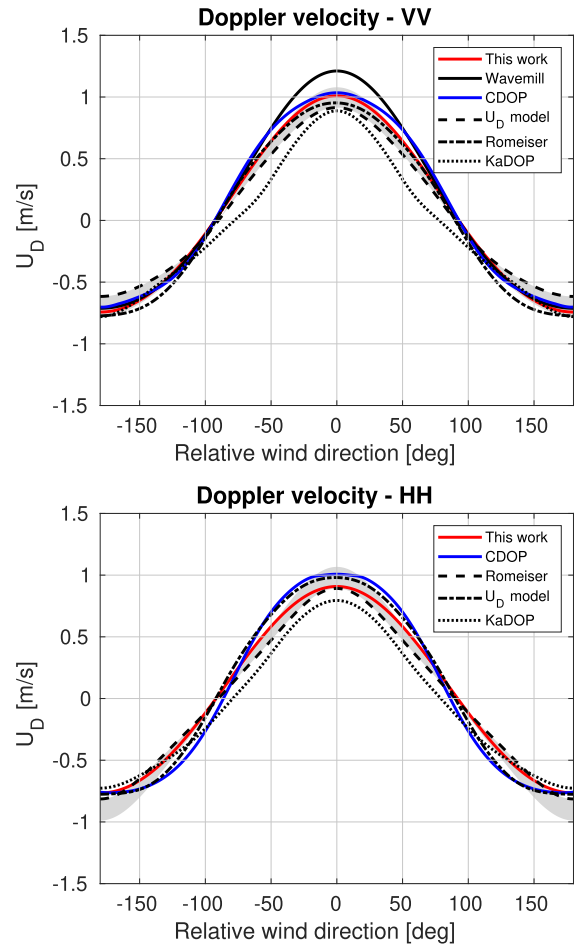 Doppler velocity - VV
1.5
1
0.5
0
-0.5
-1
-1.5
U_D [m/s]
This work
Wavemill
CDOP
U_D model
Romeiser
KaDOP
-150 -100 -50 0 50 100 150
Relative wind direction [deg]
Doppler velocity - HH
1.5
1
0.5
0
-0.5
-1
-1.5
U_D [m/s]
This work
CDOP
Romeiser
U_D model
KaDOP
-150 -100 -50 0 50 100 150
Relative wind direction [deg]